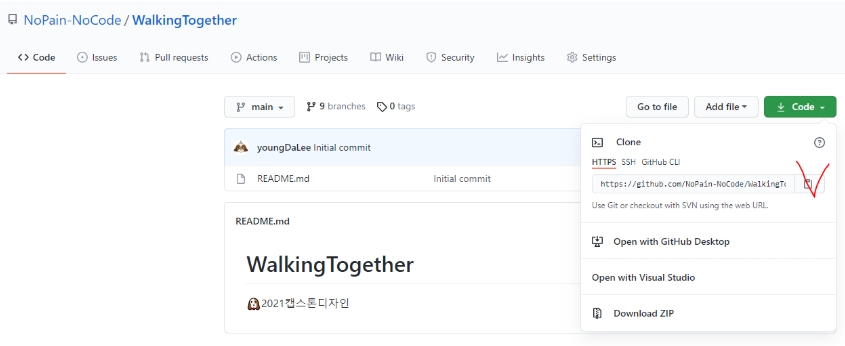 NoPain-NoCode / WalkingTogether
Code Issues Pull requests Actions Projects Wiki Security Insights Settings
main 9 branches 0 tags Go to file Add file Code
youngDaLee Initial commit
README.md Initial commit
Clone
HTTPS SSH GitHub CLI
https://github.com/NoPain-NoCode/WalkingTo
Use Git or checkout with SVN using the web URL.
Open with GitHub Desktop
Open with Visual Studio
Download ZIP
README.md
WalkingTogether
2021캡스톤디자인